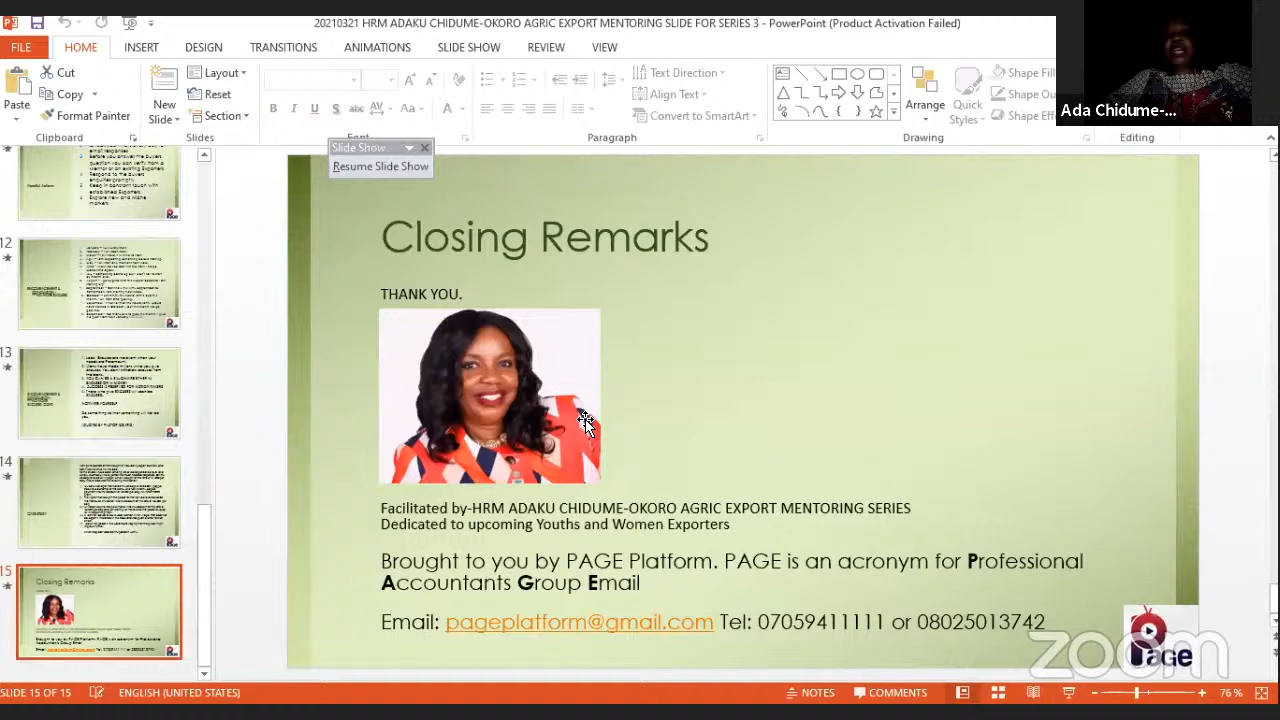 20210321 HRM ADAKU CHIDUME-OKORO AGRIC EXPORT MENTORING SLIDE FOR SERIES 3 - PowerPoint (Product Activation Failed)
FILE HOME INSERT DESIGN TRANSITIONS ANIMATIONS SLIDE SHOW REVIEW VIEW
Ada Chidume-...
Paste
Cut
Copy
Format Painter
New Slide
Layout
Reset
Section
Text Direction
Align Text
Convert to SmartArt
Arrange
Quick Styles
Shape Fill
Shape Ou
Shape Effe
Clipboard Slides Font Paragraph Drawing Editing
Slide Show...
Resume Slide Show
12
13
14
15
Closing Remarks
THANK YOU.
Facilitated by-HRM ADAKU CHIDUME-OKORO AGRIC EXPORT MENTORING SERIES
Dedicated to upcoming Youths and Women Exporters
Brought to you by PAGE Platform. PAGE is an acronym for Professional
Accountants Group Email
Email: pageplatform@gmail.com Tel: 07059411111 or 08025013742
Page
zoom
SLIDE 15 OF 15 ENGLISH (UNITED STATES) NOTES COMMENTS 76 %